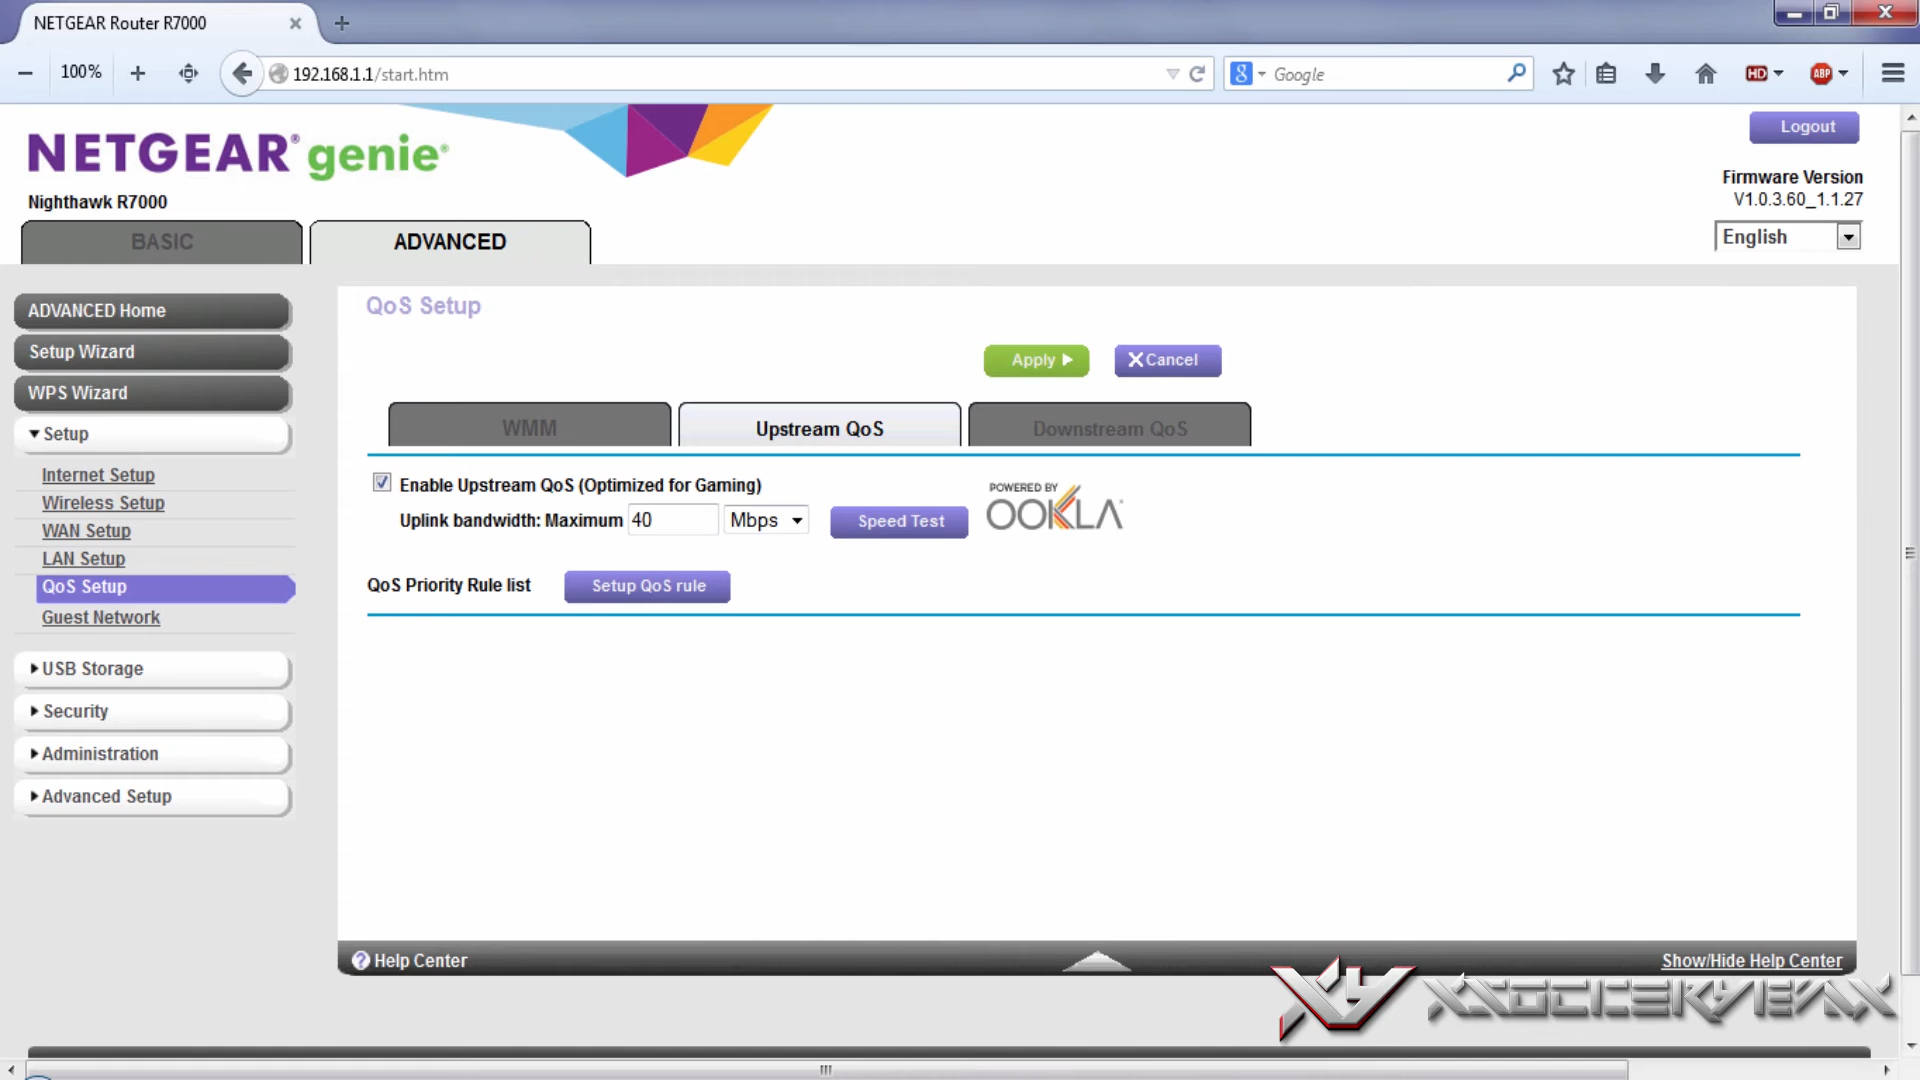 NETGEAR Router R7000
100%
192.168.1.1/start.htm
Google
HD
ABP
NETGEAR® genie®
Logout
Nighthawk R7000
Firmware Version
V1.0.3.60_1.1.27
English
BASIC
ADVANCED
ADVANCED Home
Setup Wizard
WPS Wizard
Setup
Internet Setup
Wireless Setup
WAN Setup
LAN Setup
QoS Setup
Guest Network
USB Storage
Security
Administration
Advanced Setup
QoS Setup
Apply
Cancel
WMM
Upstream QoS
Downstream QoS
Enable Upstream QoS (Optimized for Gaming)
Uplink bandwidth: Maximum 40 Mbps
Speed Test
POWERED BY
OOKLA
QoS Priority Rule list
Setup QoS rule
Help Center
Show/Hide Help Center